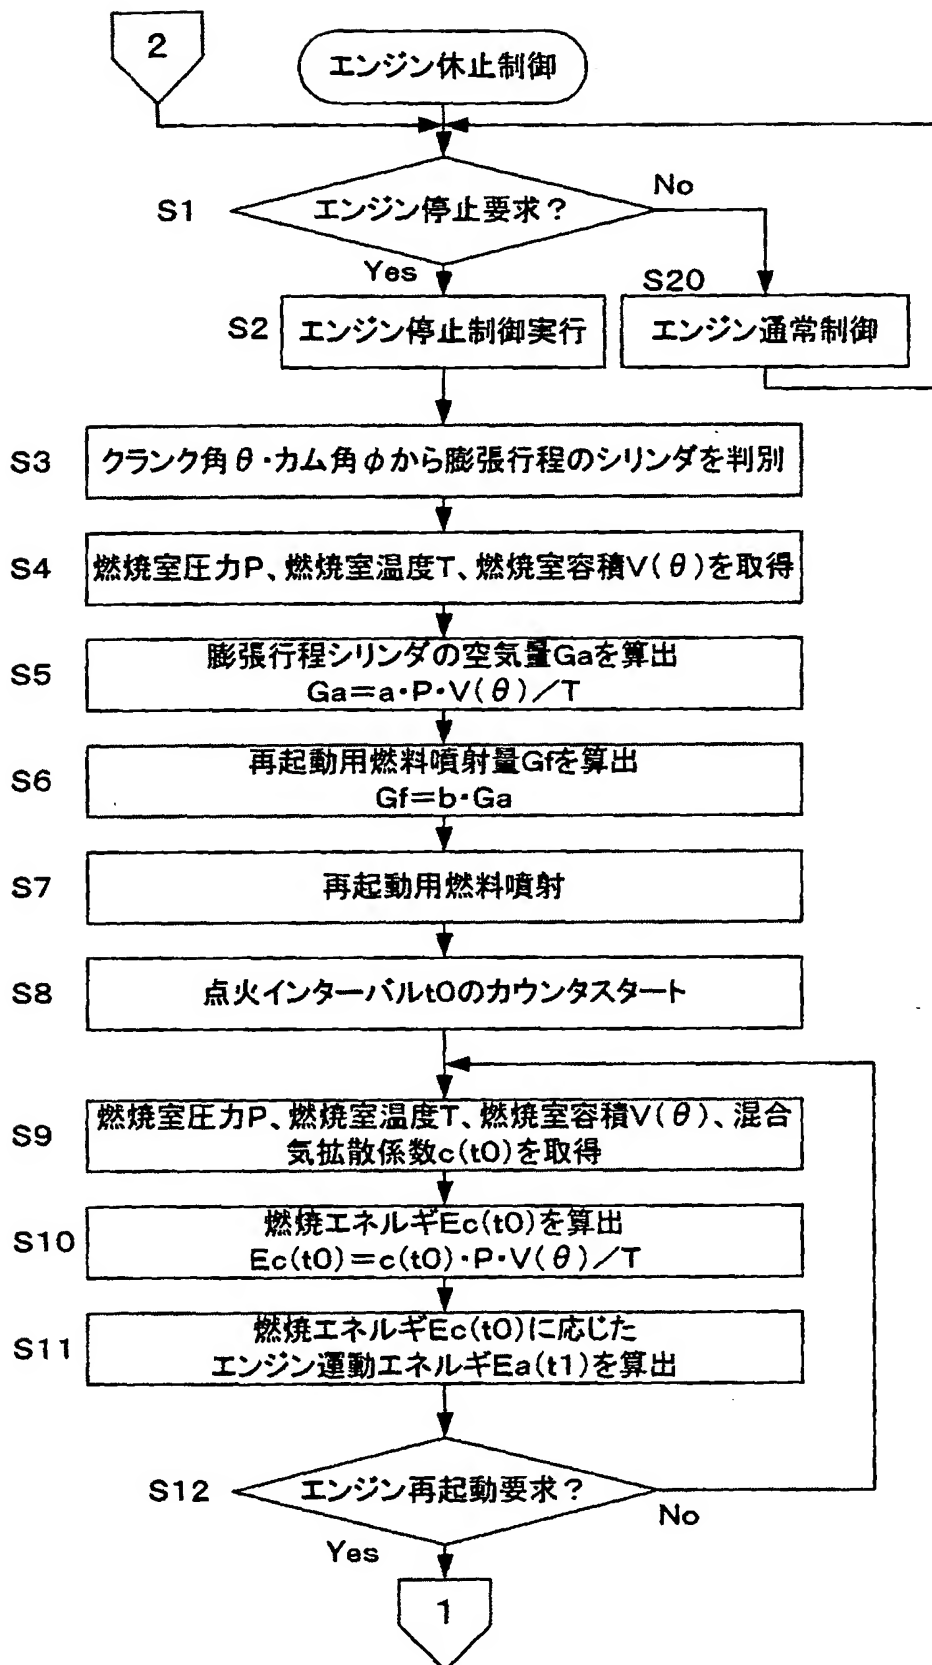 2
エンジン休止制御
S1
エンジン停止要求？
No
Yes
S20
S2
エンジン停止制御実行
エンジン通常制御
S3
クランク角θ・カム角φから膨張行程のシリンダを判別
S4
燃焼室圧力P、燃焼室温度T、燃焼室容積V(θ)を取得
S5
膨張行程シリンダの空気量Gaを算出
Ga＝a・P・V(θ)／T
S6
再起動用燃料噴射量Gfを算出
Gf＝b・Ga
S7
再起動用燃料噴射
S8
点火インターバルt0のカウンタスタート
S9
燃焼室圧力P、燃焼室温度T、燃焼室容積V(θ)、混合
気拡散係数c(t0)を取得
S10
燃焼エネルギEc(t0)を算出
Ec(t0)＝c(t0)・P・V(θ)／T
S11
燃焼エネルギEc(t0)に応じた
エンジン運動エネルギEa(t1)を算出
S12
エンジン再起動要求？
No
Yes
1